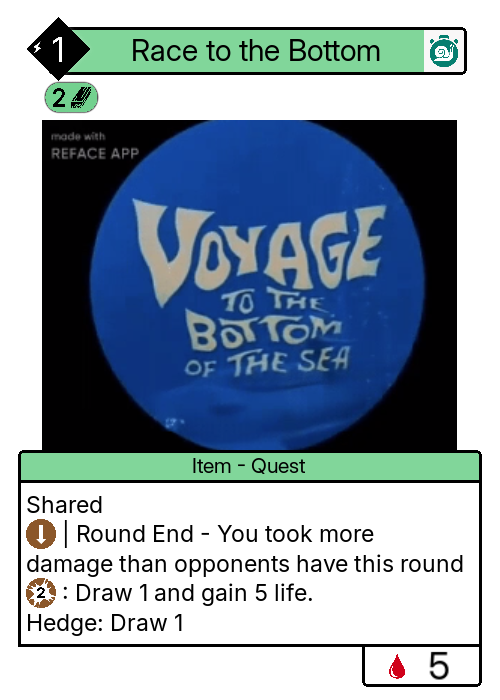 1
Race to the Bottom
2
made with
REFACE APP
VOYAGE
TO THE
BOTTOM
OF THE SEA
Item - Quest
Shared
| Round End - You took more
damage than opponents have this round
2 : Draw 1 and gain 5 life.
Hedge: Draw 1
5